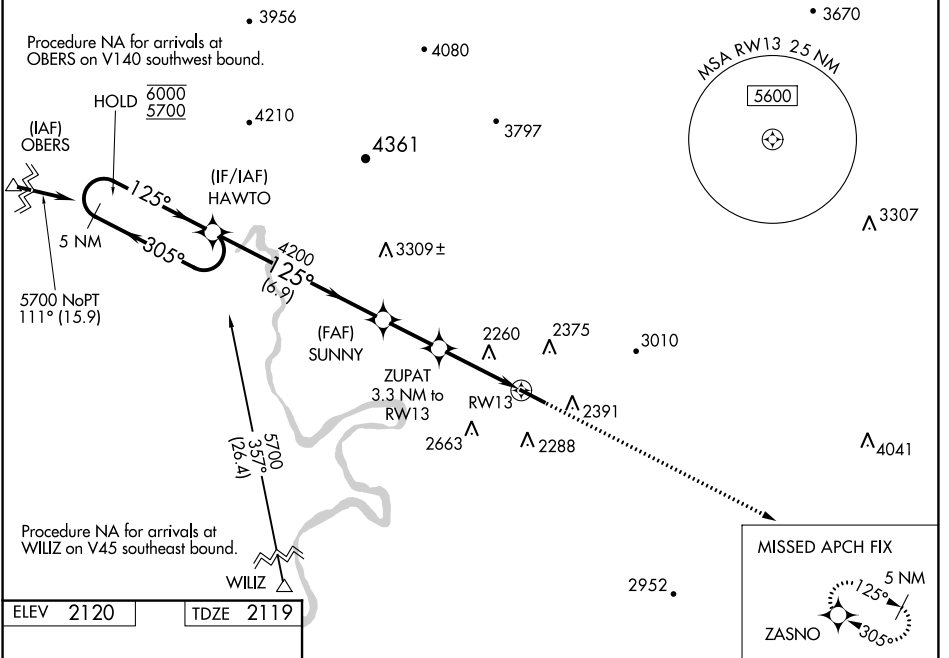 3956
3670
Procedure NA for arrivals at
OBERS on V140 southwest bound.
4080
MSA RW13 25 NM
5600
HOLD 6000
5700
4210
3797
(IAF)
OBERS
4361
(IF/IAF)
HAWTO
125°
3307
5 NM
305°
4200
125°
(6.9)
3309±
5700 NoPT
111° (15.9)
(FAF)
SUNNY
2260
2375
3010
ZUPAT
3.3 NM to
RW13
RW13
2391
2663
2288
4041
5700
357°
(26.4)
Procedure NA for arrivals at
WILIZ on V45 southeast bound.
WILIZ
2952
MISSED APCH FIX
5 NM
125°
305°
ZASNO
ELEV 2120
TDZE 2119